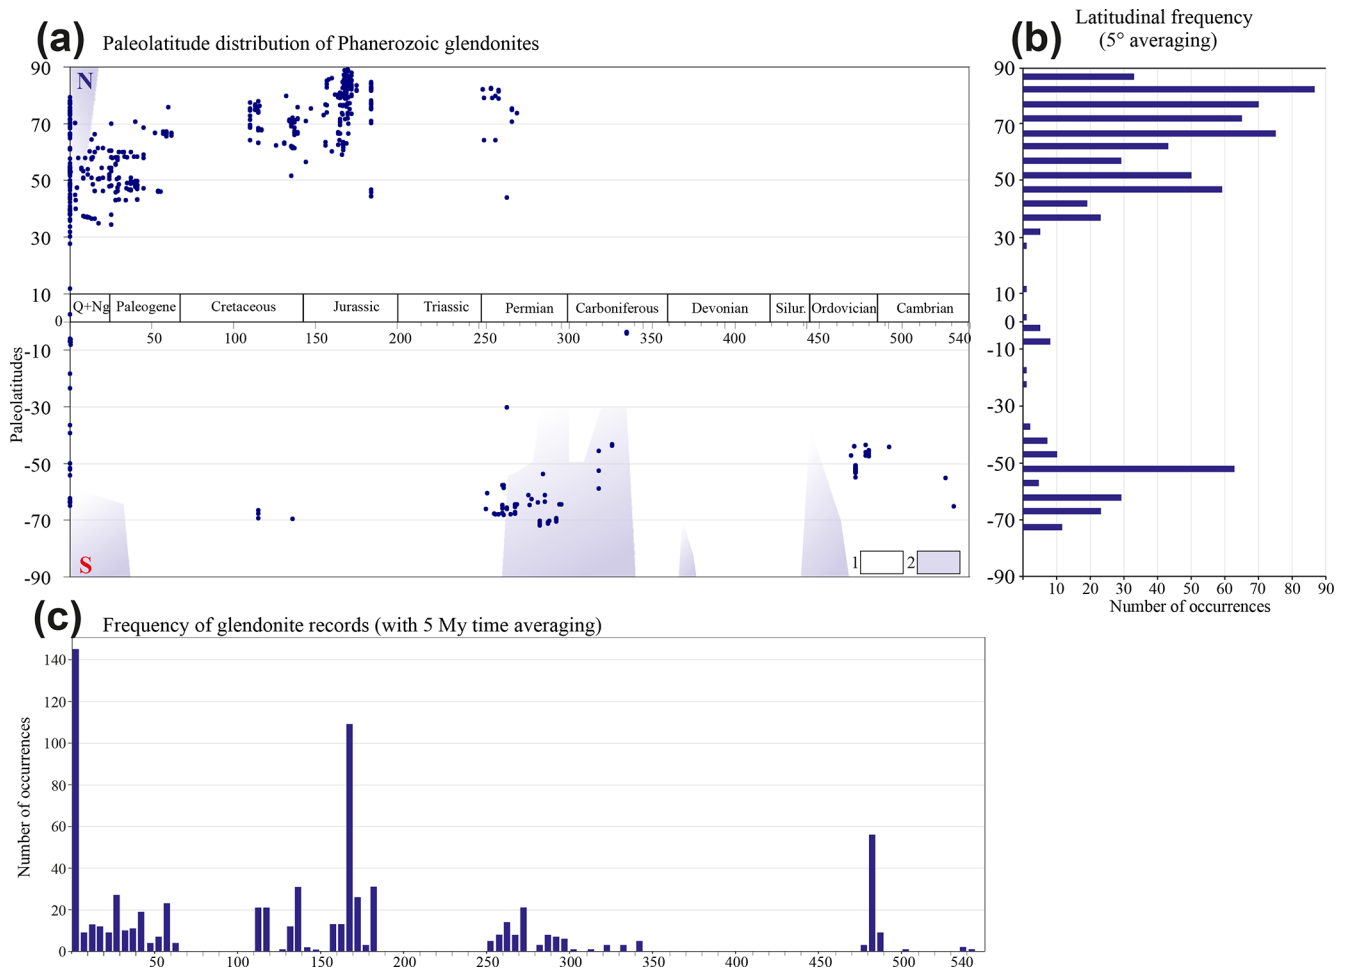 (a) Paleolatitude distribution of Phanerozoic glendonites
90
70
50
30
10
0
-10
-30
-50
-70
-90
Paleolatitudes
N
Q+Ng Paleogene Cretaceous Jurassic Triassic Permian Carboniferous Devonian Silur. Ordovician Cambrian
50 100 150 200 250 300 350 400 450 500 540
S
1 2
(b) Latitudinal frequency
(5° averaging)
90
70
50
30
10
0
-10
-30
-50
-70
-90
10 20 30 40 50 60 70 80 90
Number of occurrences
(c) Frequency of glendonite records (with 5 My time averaging)
140
120
100
80
60
40
20
0
Number of occurrences
50 100 150 200 250 300 350 400 450 500 540